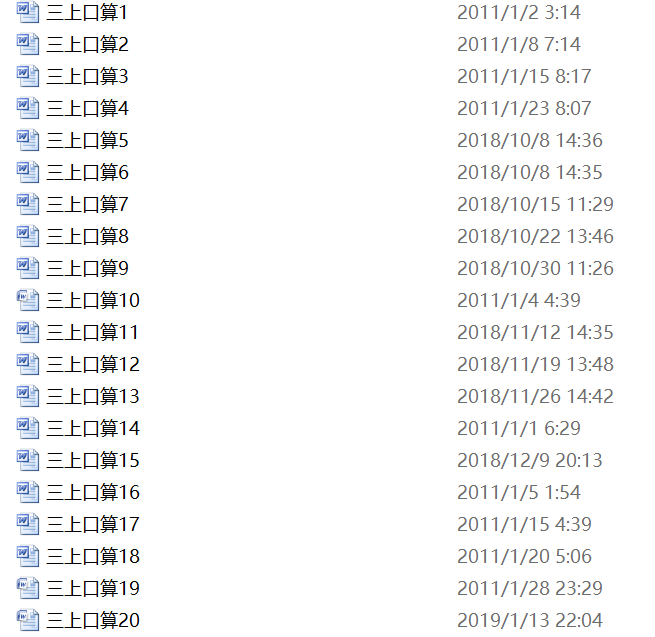 三上口算1 2011/1/2 3:14
三上口算2 2011/1/8 7:14
三上口算3 2011/1/15 8:17
三上口算4 2011/1/23 8:07
三上口算5 2018/10/8 14:36
三上口算6 2018/10/8 14:35
三上口算7 2018/10/15 11:29
三上口算8 2018/10/22 13:46
三上口算9 2018/10/30 11:26
三上口算10 2011/1/4 4:39
三上口算11 2018/11/12 14:35
三上口算12 2018/11/19 13:48
三上口算13 2018/11/26 14:42
三上口算14 2011/1/1 6:29
三上口算15 2018/12/9 20:13
三上口算16 2011/1/5 1:54
三上口算17 2011/1/15 4:39
三上口算18 2011/1/20 5:06
三上口算19 2011/1/28 23:29
三上口算20 2019/1/13 22:04